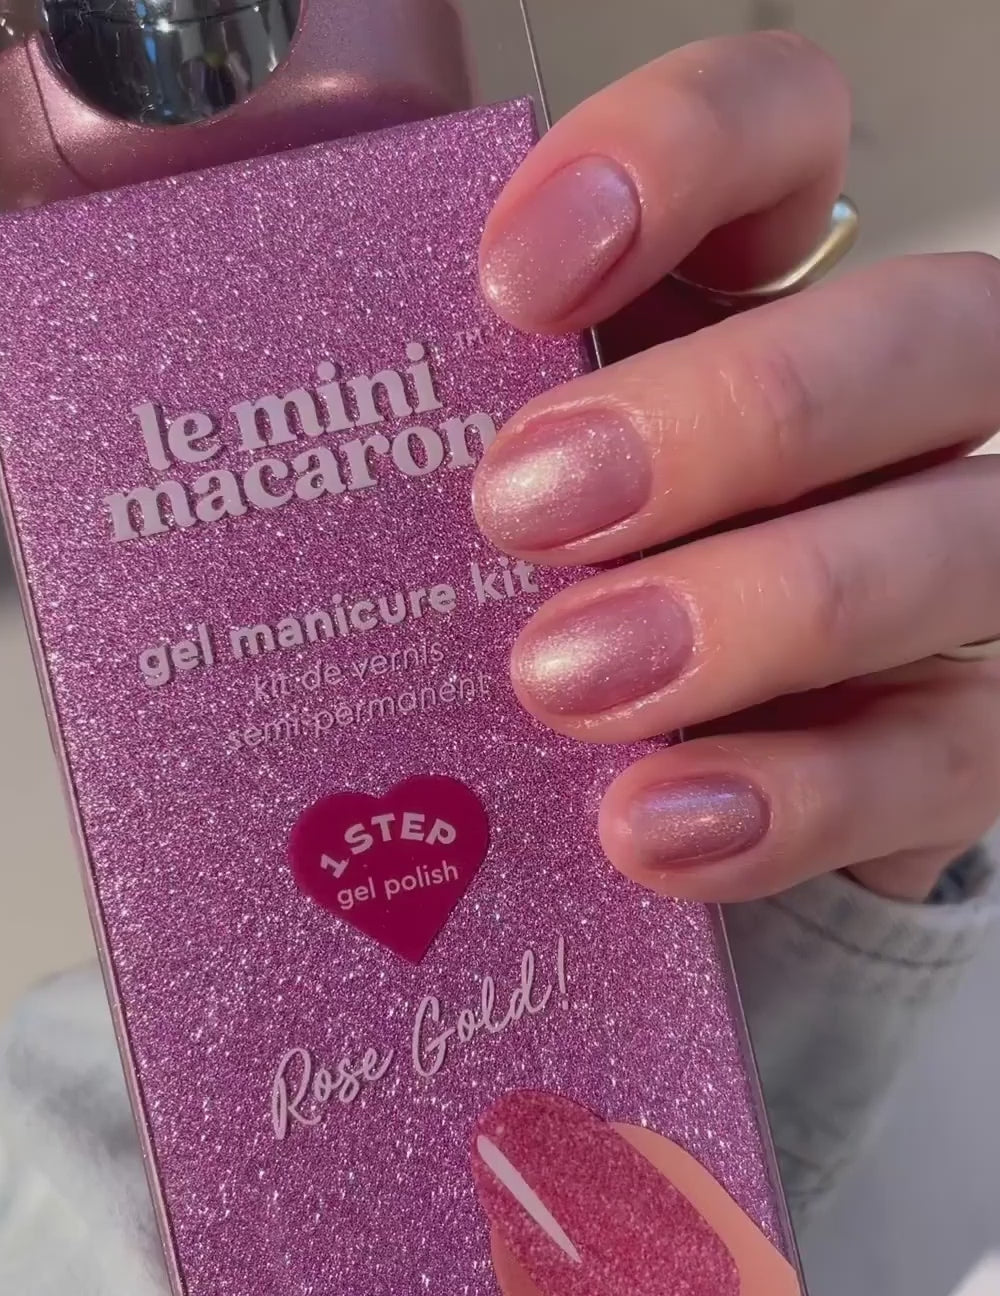 le mini
macaron™
gel manicure kit
kit de vernis
semi-permanent
1 STEP
gel polish
Rose Gold!